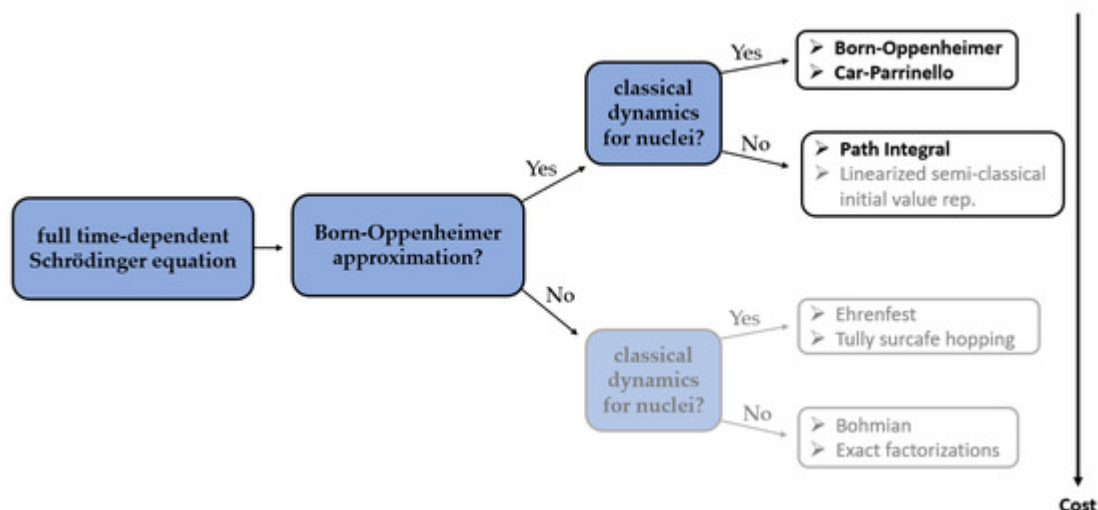 full time-dependent
Schrödinger equation
Born-Oppenheimer
approximation?
Yes
No
classical
dynamics
for nuclei?
Yes
No
➢ Born-Oppenheimer
➢ Car-Parrinello
➢ Path Integral
➢ Linearized semi-classical
initial value rep.
classical
dynamics
for nuclei?
Yes
No
➢ Ehrenfest
➢ Tully surcafe hopping
➢ Bohmian
➢ Exact factorizations
Cost